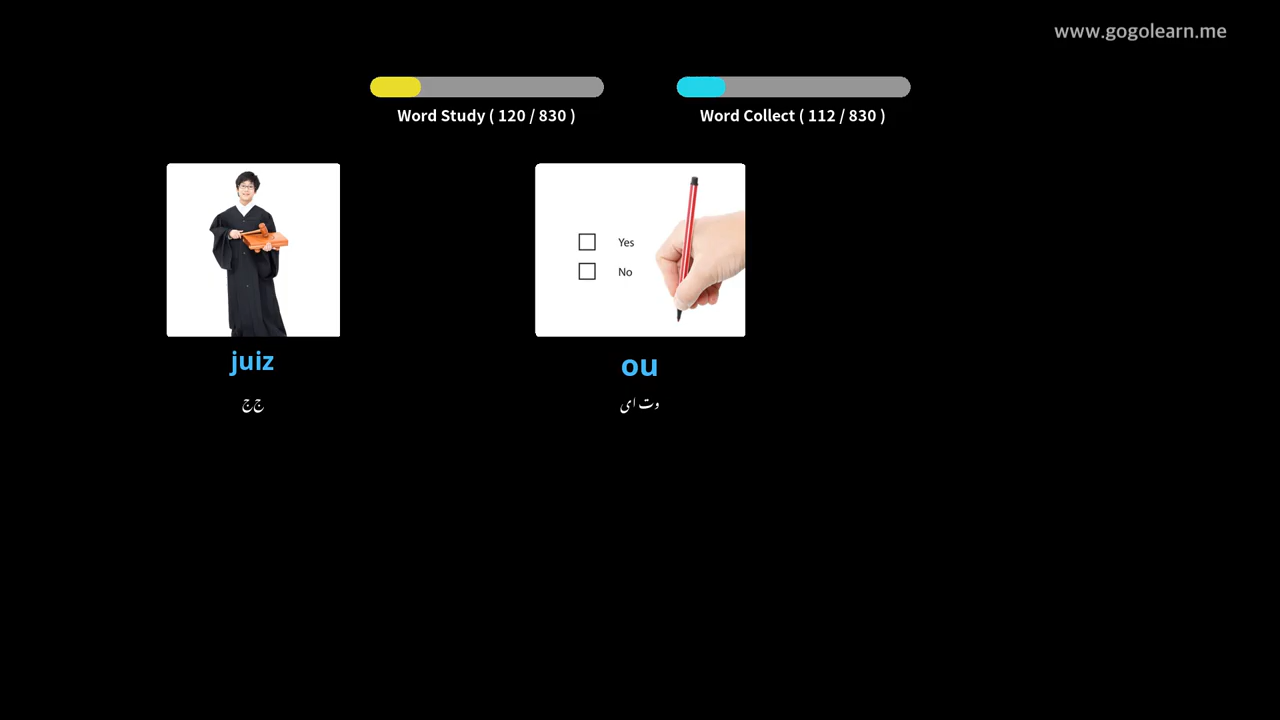 www.gogolearn.me
Word Study ( 120 / 830 )
Word Collect ( 112 / 830 )
Yes
No
juiz
ou
جج
وت ای